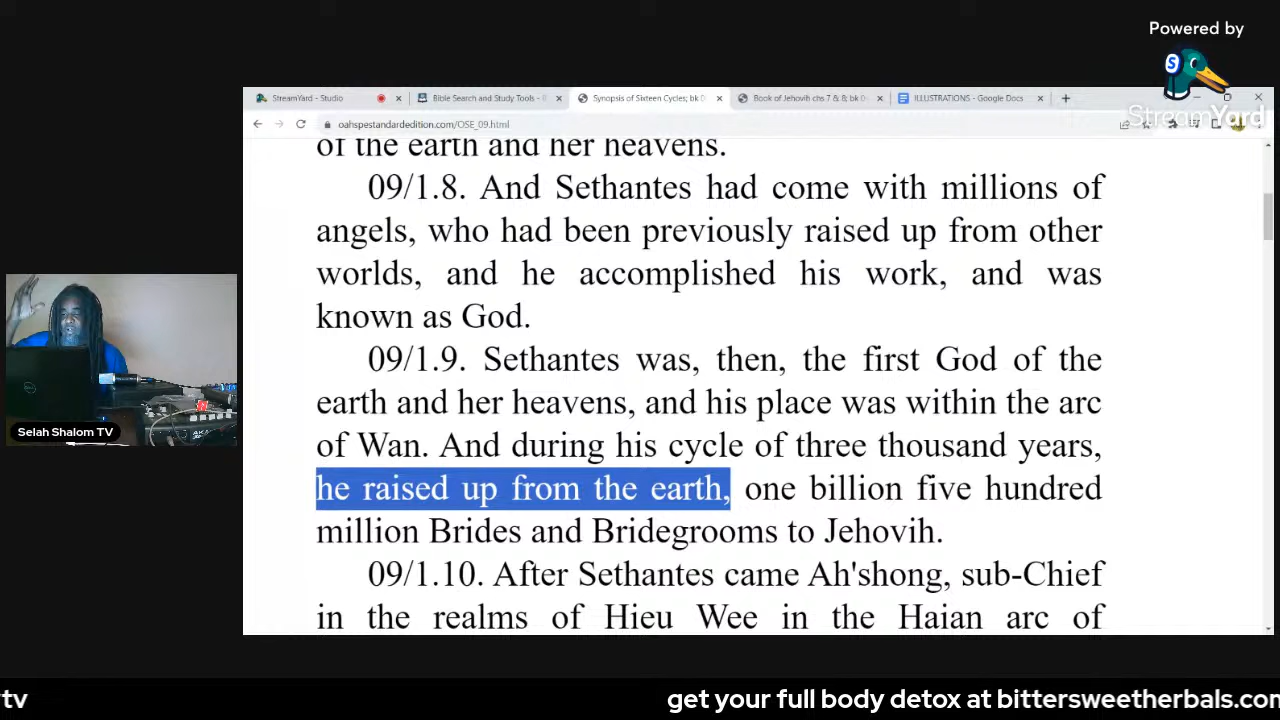 Powered by
StreamYard
StreamYard - Studio
Bible Search and Study Tools - B
Synopsis of Sixteen Cycles; bk 0
Book of Jehovih chs 7 & 8; bk 0
ILLUSTRATIONS - Google Docs
oahspestandardedition.com/OSE_09.html
of the earth and her heavens.
09/1.8. And Sethantes had come with millions of
angels, who had been previously raised up from other
worlds, and he accomplished his work, and was
known as God.
09/1.9. Sethantes was, then, the first God of the
earth and her heavens, and his place was within the arc
of Wan. And during his cycle of three thousand years,
he raised up from the earth, one billion five hundred
million Brides and Bridegrooms to Jehovih.
09/1.10. After Sethantes came Ah'shong, sub-Chief
in the realms of Hieu Wee in the Haian arc of
Selah Shalom TV
tv
get your full body detox at bittersweetherbals.com